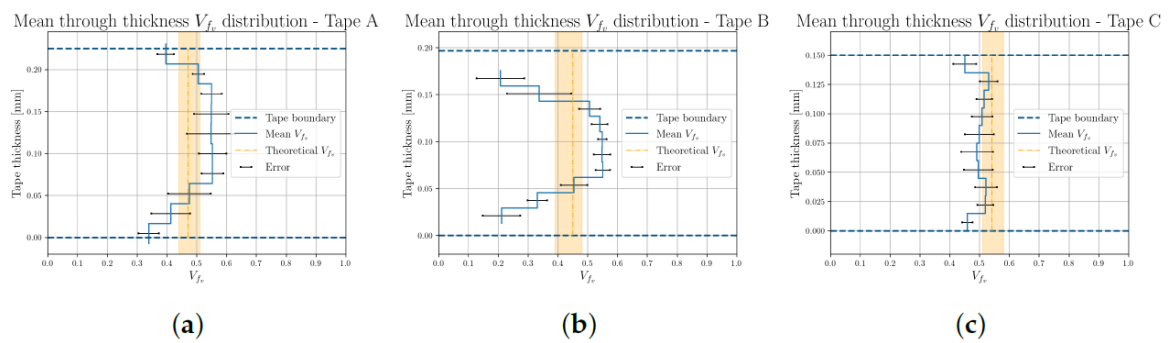 Mean through thickness V_{f_v} distribution - Tape A
Tape thickness [mm]
0.20
0.15
0.10
0.05
0.00
Tape boundary
Mean V_{f_v}
Theoretical V_{f_v}
Error
0.0 0.1 0.2 0.3 0.4 0.5 0.6 0.7 0.8 0.9 1.0
V_{f_v}
(a)
Mean through thickness V_{f_v} distribution - Tape B
Tape thickness [mm]
0.20
0.15
0.10
0.05
0.00
Tape boundary
Mean V_{f_v}
Theoretical V_{f_v}
Error
0.0 0.1 0.2 0.3 0.4 0.5 0.6 0.7 0.8 0.9 1.0
V_{f_v}
(b)
Mean through thickness V_{f_v} distribution - Tape C
Tape thickness [mm]
0.150
0.125
0.100
0.075
0.050
0.025
0.000
Tape boundary
Mean V_{f_v}
Theoretical V_{f_v}
Error
0.0 0.1 0.2 0.3 0.4 0.5 0.6 0.7 0.8 0.9 1.0
V_{f_v}
(c)